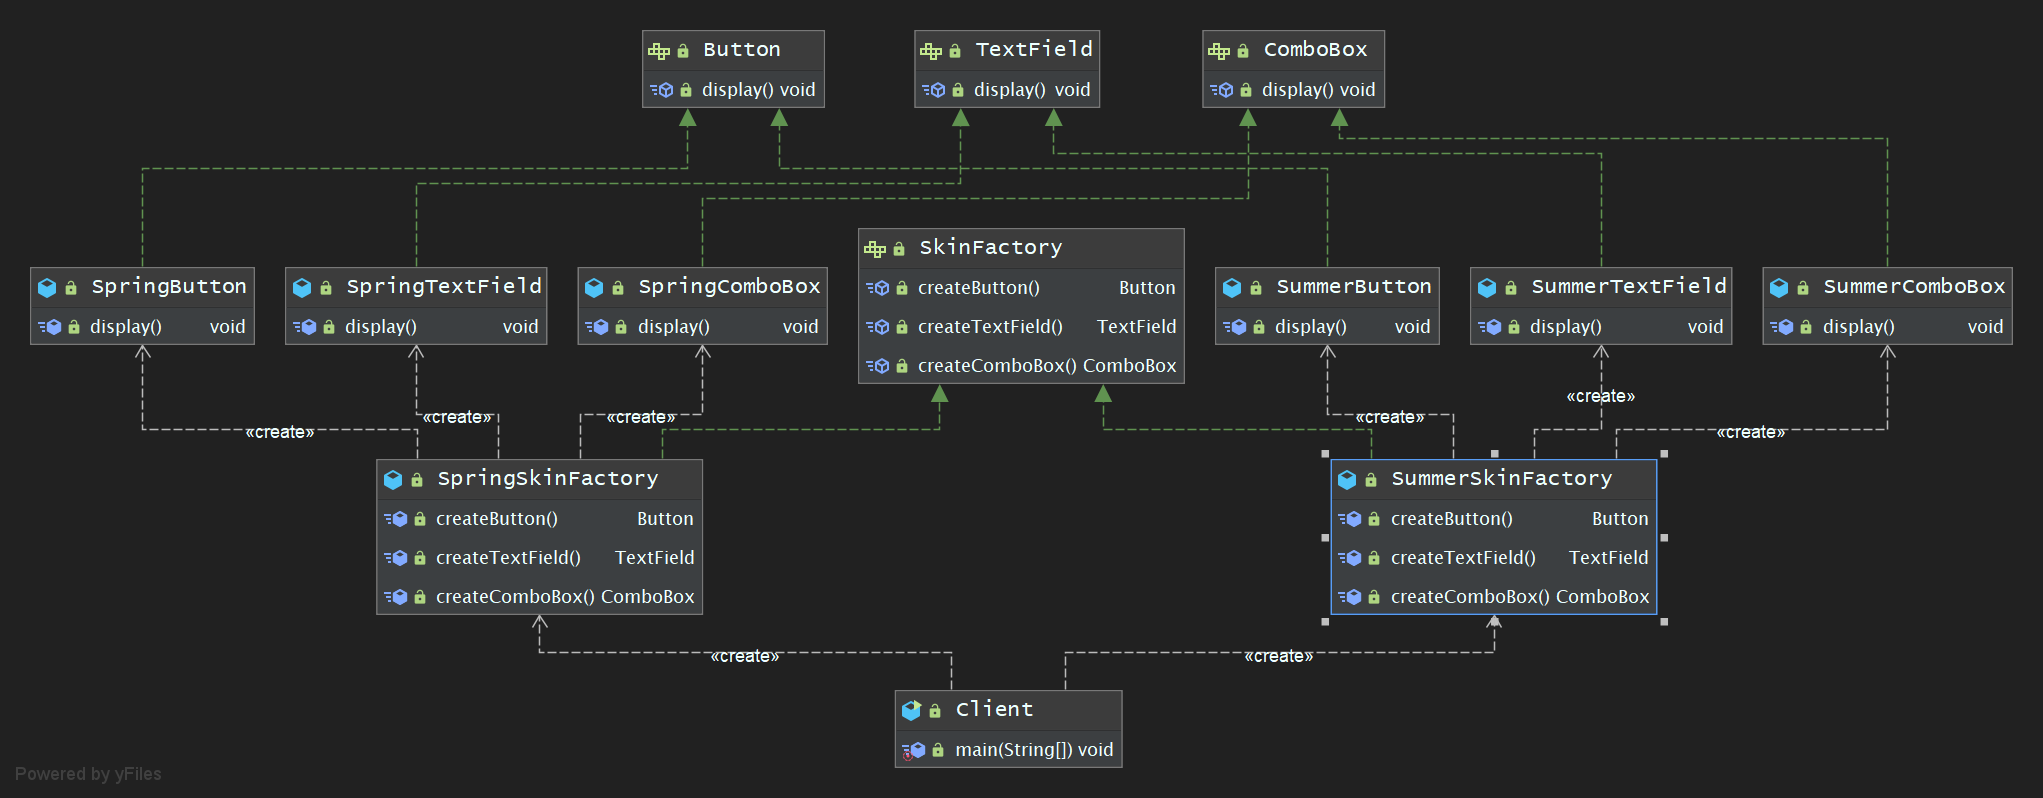 Button
display() void
TextField
display() void
ComboBox
display() void
SpringButton
display() void
SpringTextField
display() void
SpringComboBox
display() void
SkinFactory
createButton() Button
createTextField() TextField
createComboBox() ComboBox
SummerButton
display() void
SummerTextField
display() void
SummerComboBox
display() void
«create»
«create»
«create»
«create»
«create»
«create»
SpringSkinFactory
createButton() Button
createTextField() TextField
createComboBox() ComboBox
SummerSkinFactory
createButton() Button
createTextField() TextField
createComboBox() ComboBox
«create»
«create»
Client
main(String[]) void
Powered by yFiles